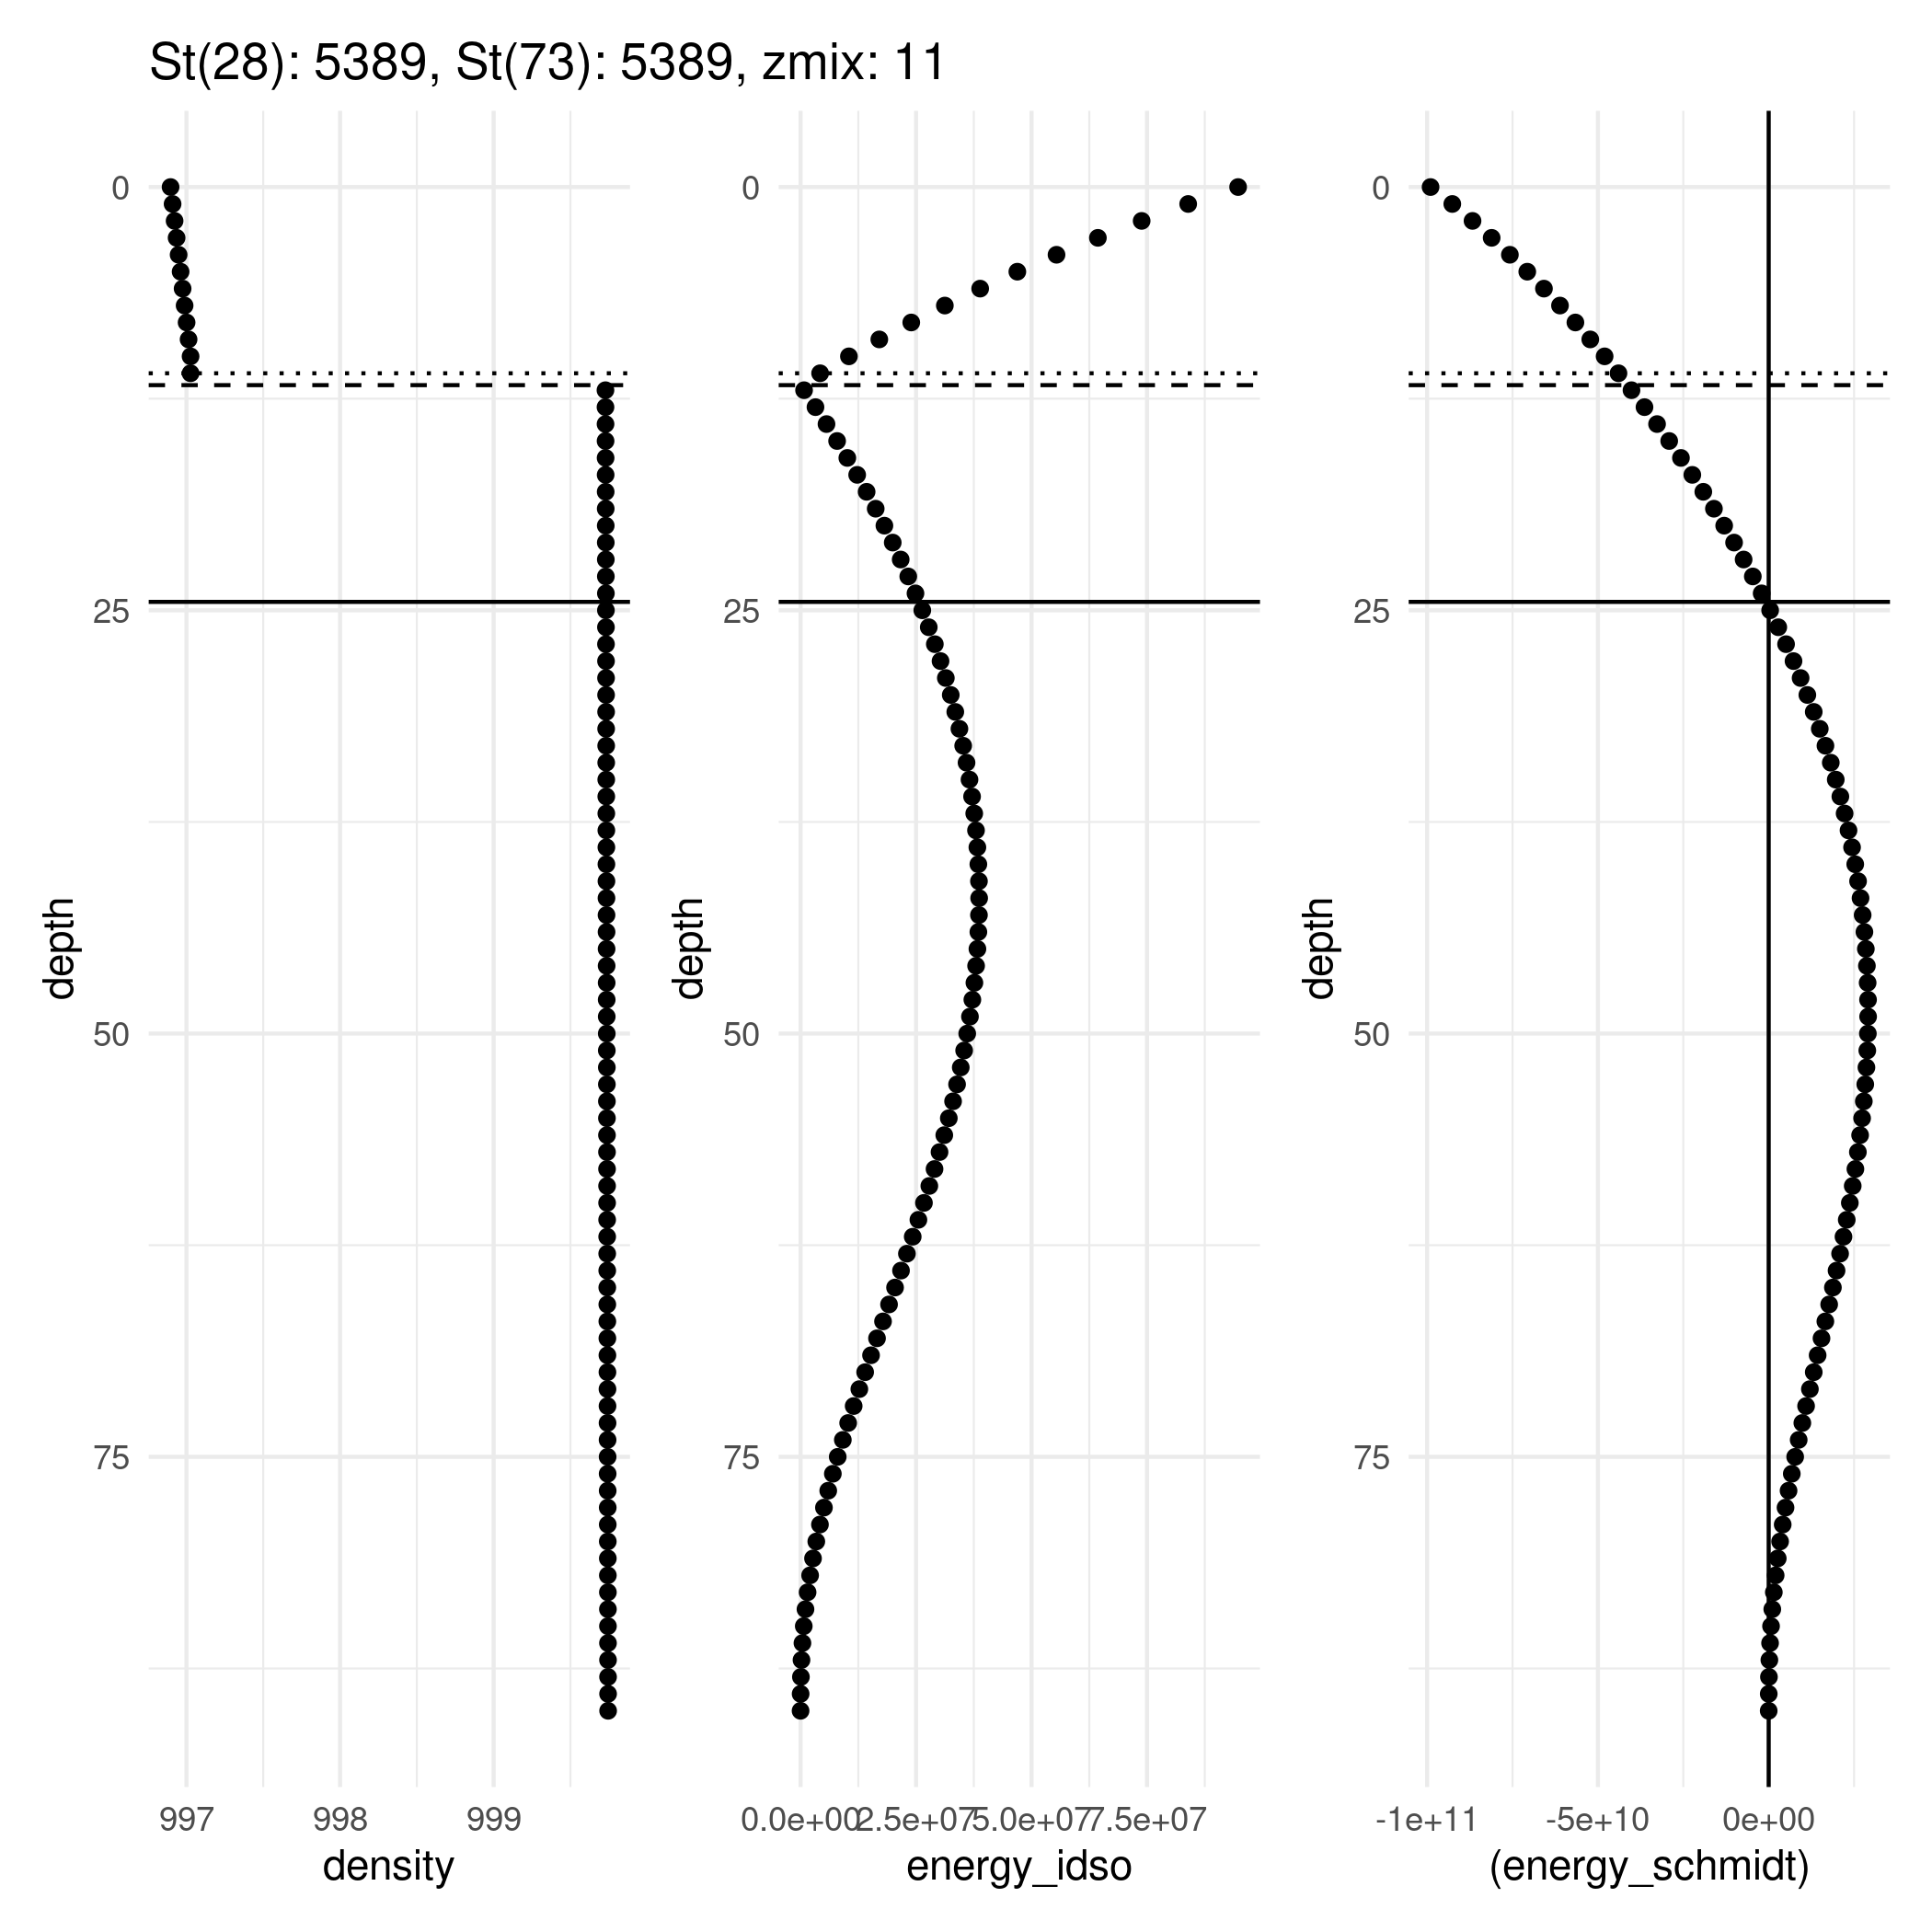 St(28): 5389, St(73): 5389, zmix: 11
0
25
50
75
depth
997 998 999
density
0
25
50
75
depth
0.0e+00 2.5e+07 5.0e+07 7.5e+07
energy_idso
0
25
50
75
depth
-1e+11 -5e+10 0e+00
(energy_schmidt)